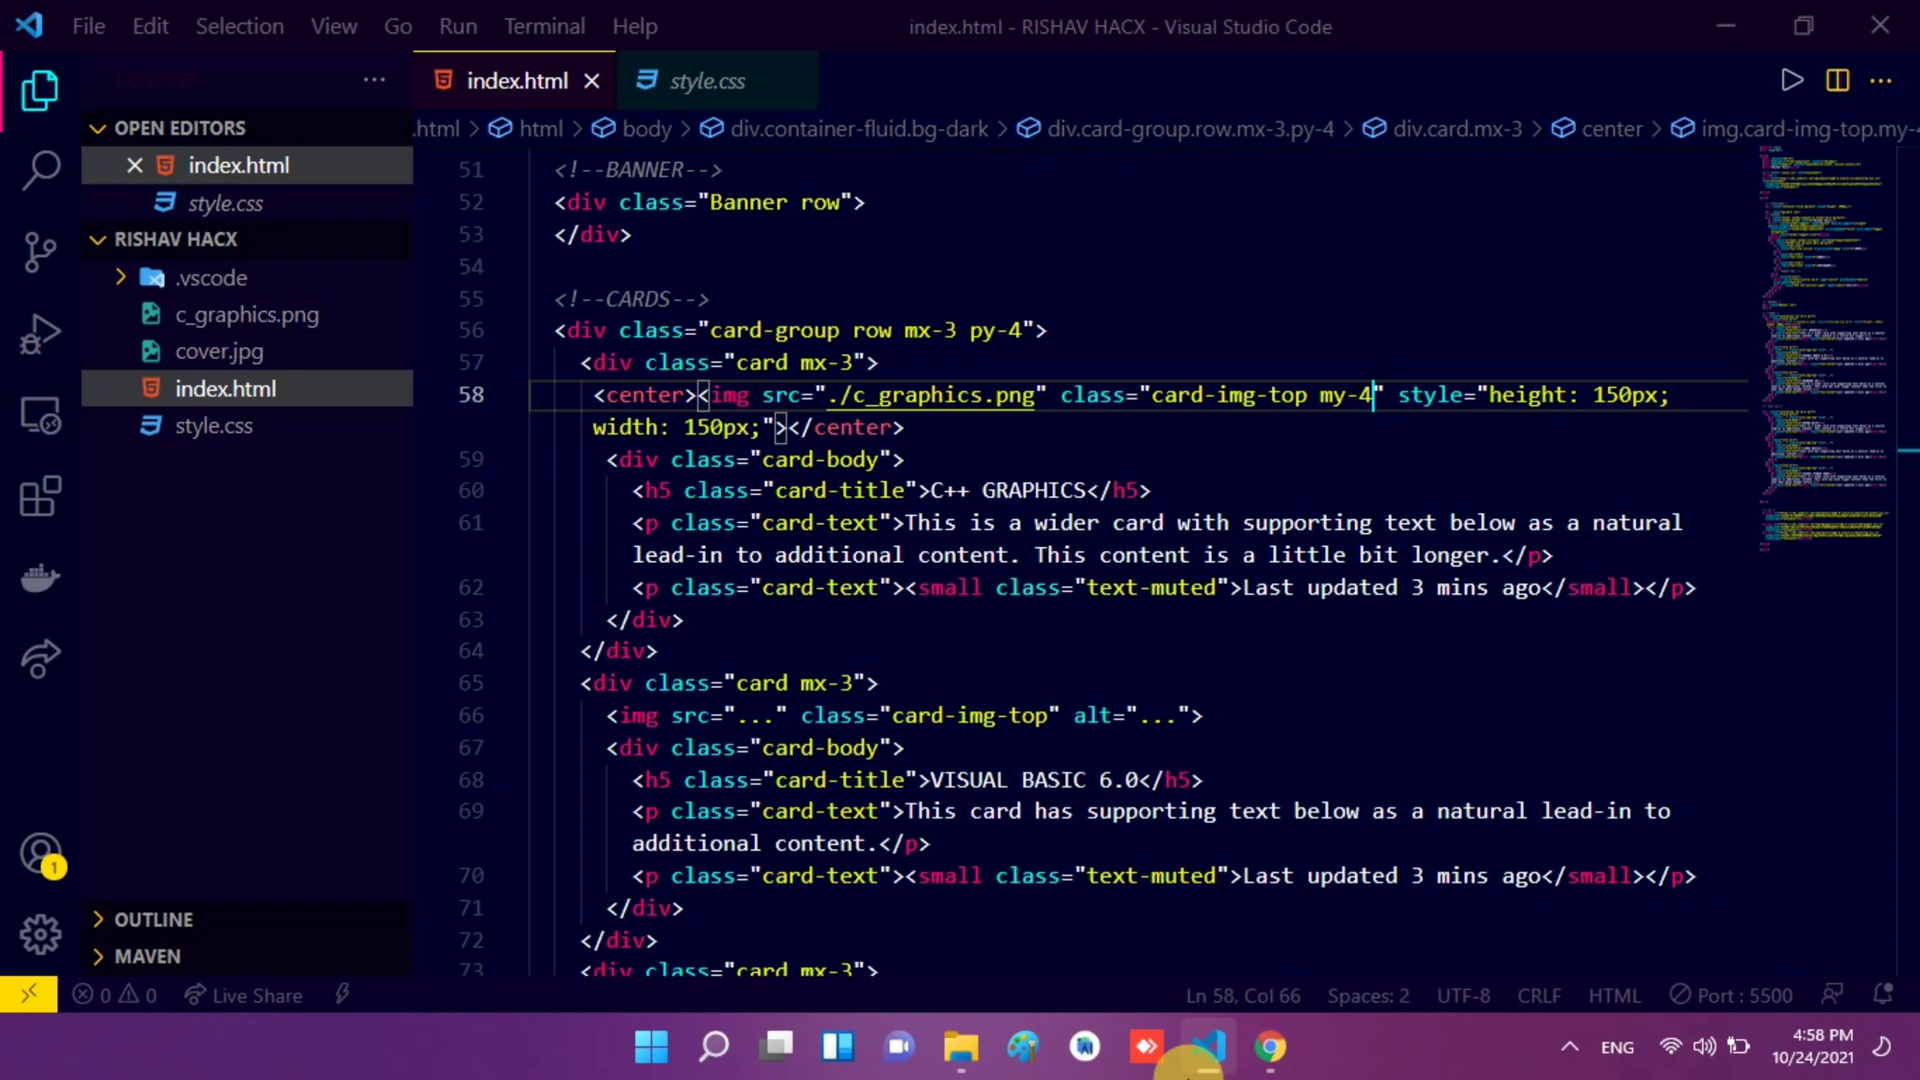 File Edit Selection View Go Run Terminal Help index.html - RISHAV HACX - Visual Studio Code
index.html style.css
OPEN EDITORS
index.html
style.css
RISHAV HACX
.vscode
c_graphics.png
cover.jpg
index.html
style.css
OUTLINE
MAVEN
.html > html > body > div.container-fluid.bg-dark > div.card-group.row.mx-3.py-4 > div.card.mx-3 > center > img.card-img-top.my-4
51 <!--BANNER-->
52 <div class="Banner row">
53 </div>
54
55 <!--CARDS-->
56 <div class="card-group row mx-3 py-4">
57 <div class="card mx-3">
58 <center><img src="./c_graphics.png" class="card-img-top my-4" style="height: 150px;
width: 150px;"></center>
59 <div class="card-body">
60 <h5 class="card-title">C++ GRAPHICS</h5>
61 <p class="card-text">This is a wider card with supporting text below as a natural
lead-in to additional content. This content is a little bit longer.</p>
62 <p class="card-text"><small class="text-muted">Last updated 3 mins ago</small></p>
63 </div>
64 </div>
65 <div class="card mx-3">
66 <img src="..." class="card-img-top" alt="...">
67 <div class="card-body">
68 <h5 class="card-title">VISUAL BASIC 6.0</h5>
69 <p class="card-text">This card has supporting text below as a natural lead-in to
additional content.</p>
70 <p class="card-text"><small class="text-muted">Last updated 3 mins ago</small></p>
71 </div>
72 </div>
73 <div class="card mx-3">
1
0 0 Live Share Ln 58, Col 66 Spaces: 2 UTF-8 CRLF HTML Port : 5500
ENG
4:58 PM
10/24/2021